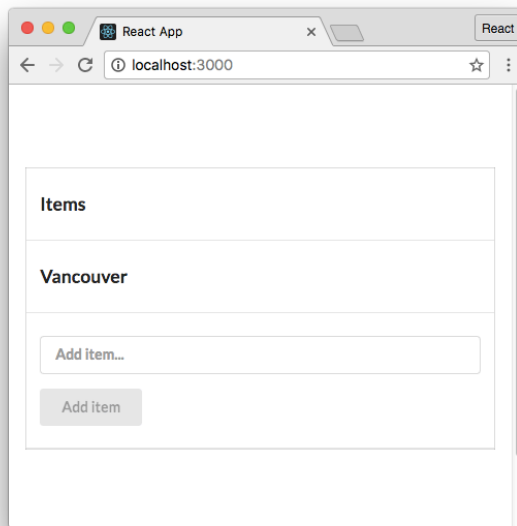 React App
React
localhost:3000
Items
Vancouver
Add item...
Add item